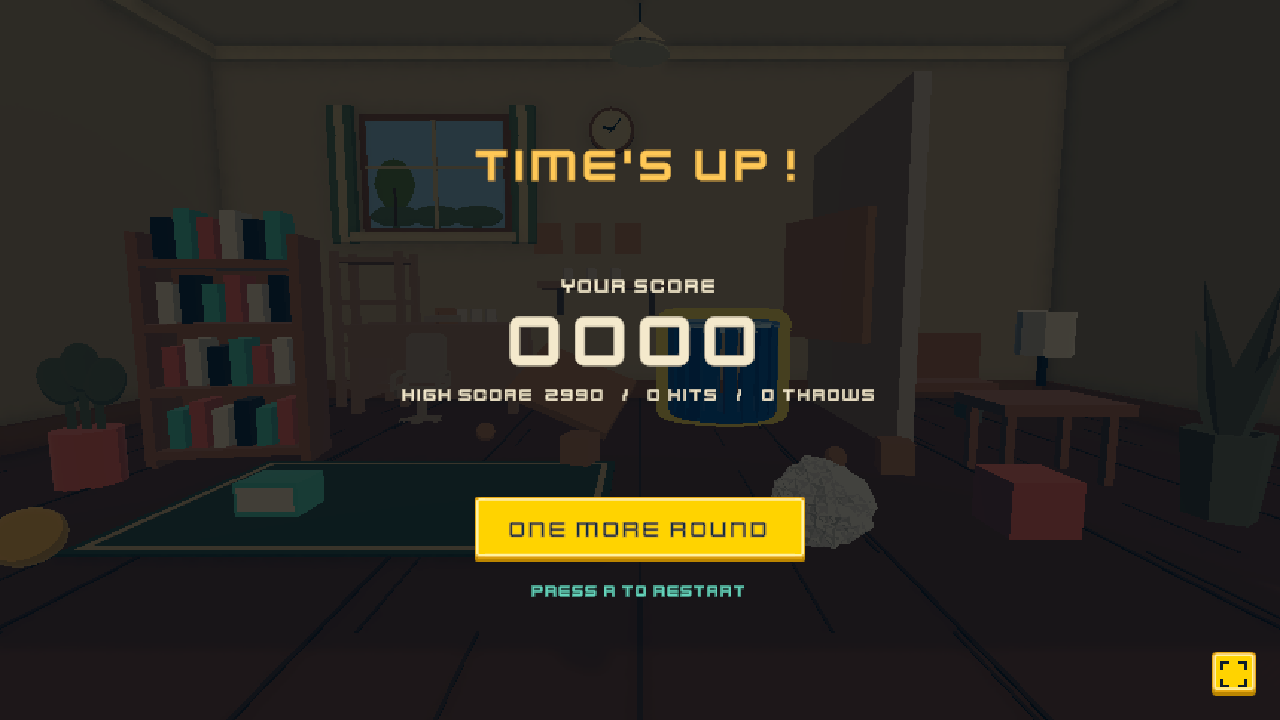 TIME'S UP !
YOUR SCORE
0000
HIGH SCORE 2990 / 0 HITS / 0 THROWS
ONE MORE ROUND
PRESS R TO RESTART